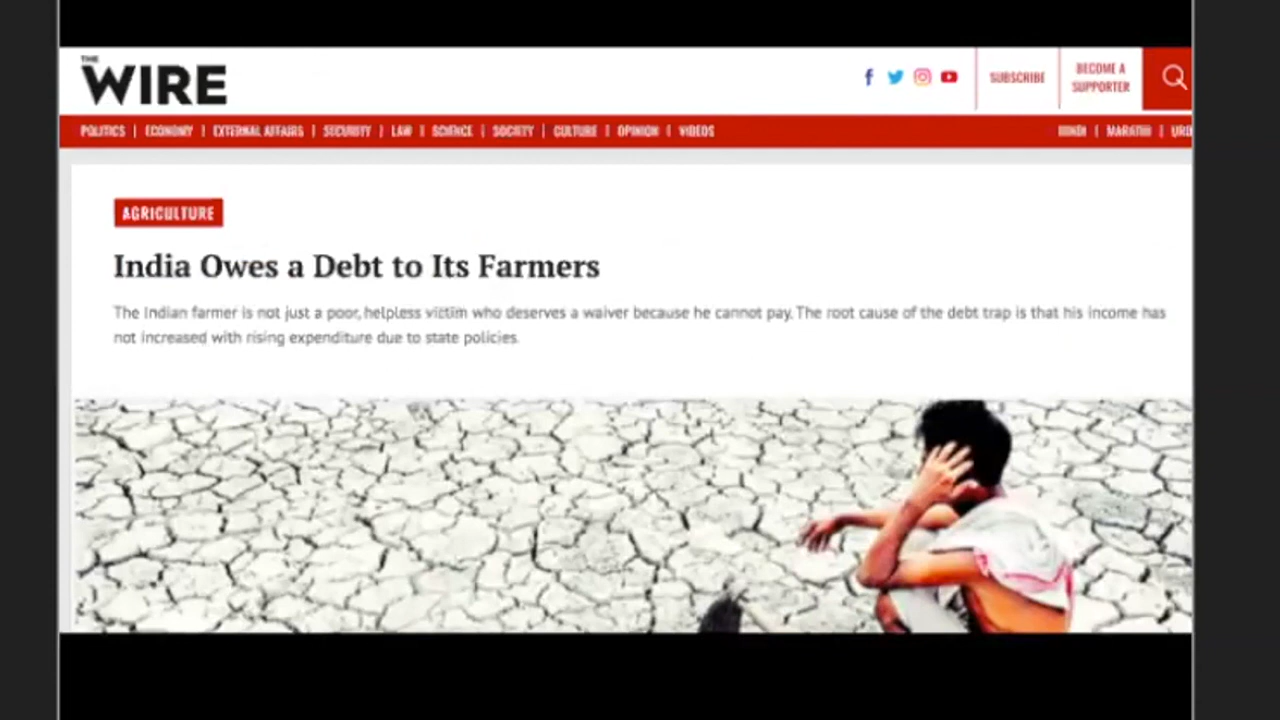 THE
WIRE
SUBSCRIBE
BECOME A
SUPPORTER
POLITICS | ECONOMY | EXTERNAL AFFAIRS | SECURITY | LAW | SCIENCE | SOCIETY | CULTURE | OPINION | VIDEOS
HINDI | MARATHI | URD
AGRICULTURE
India Owes a Debt to Its Farmers
The Indian farmer is not just a poor, helpless victim who deserves a waiver because he cannot pay. The root cause of the debt trap is that his income has
not increased with rising expenditure due to state policies.